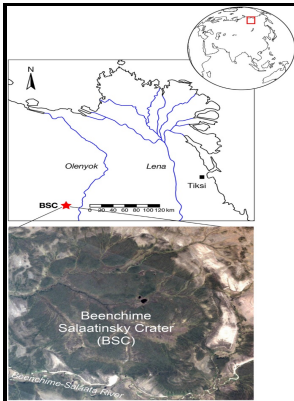 N
Olenyok
Lena
Tiksi
BSC
0 20 40 60 80 100 120 km
Beenchime
Salaatinsky Crater
(BSC)
Beenchime-Salaata River